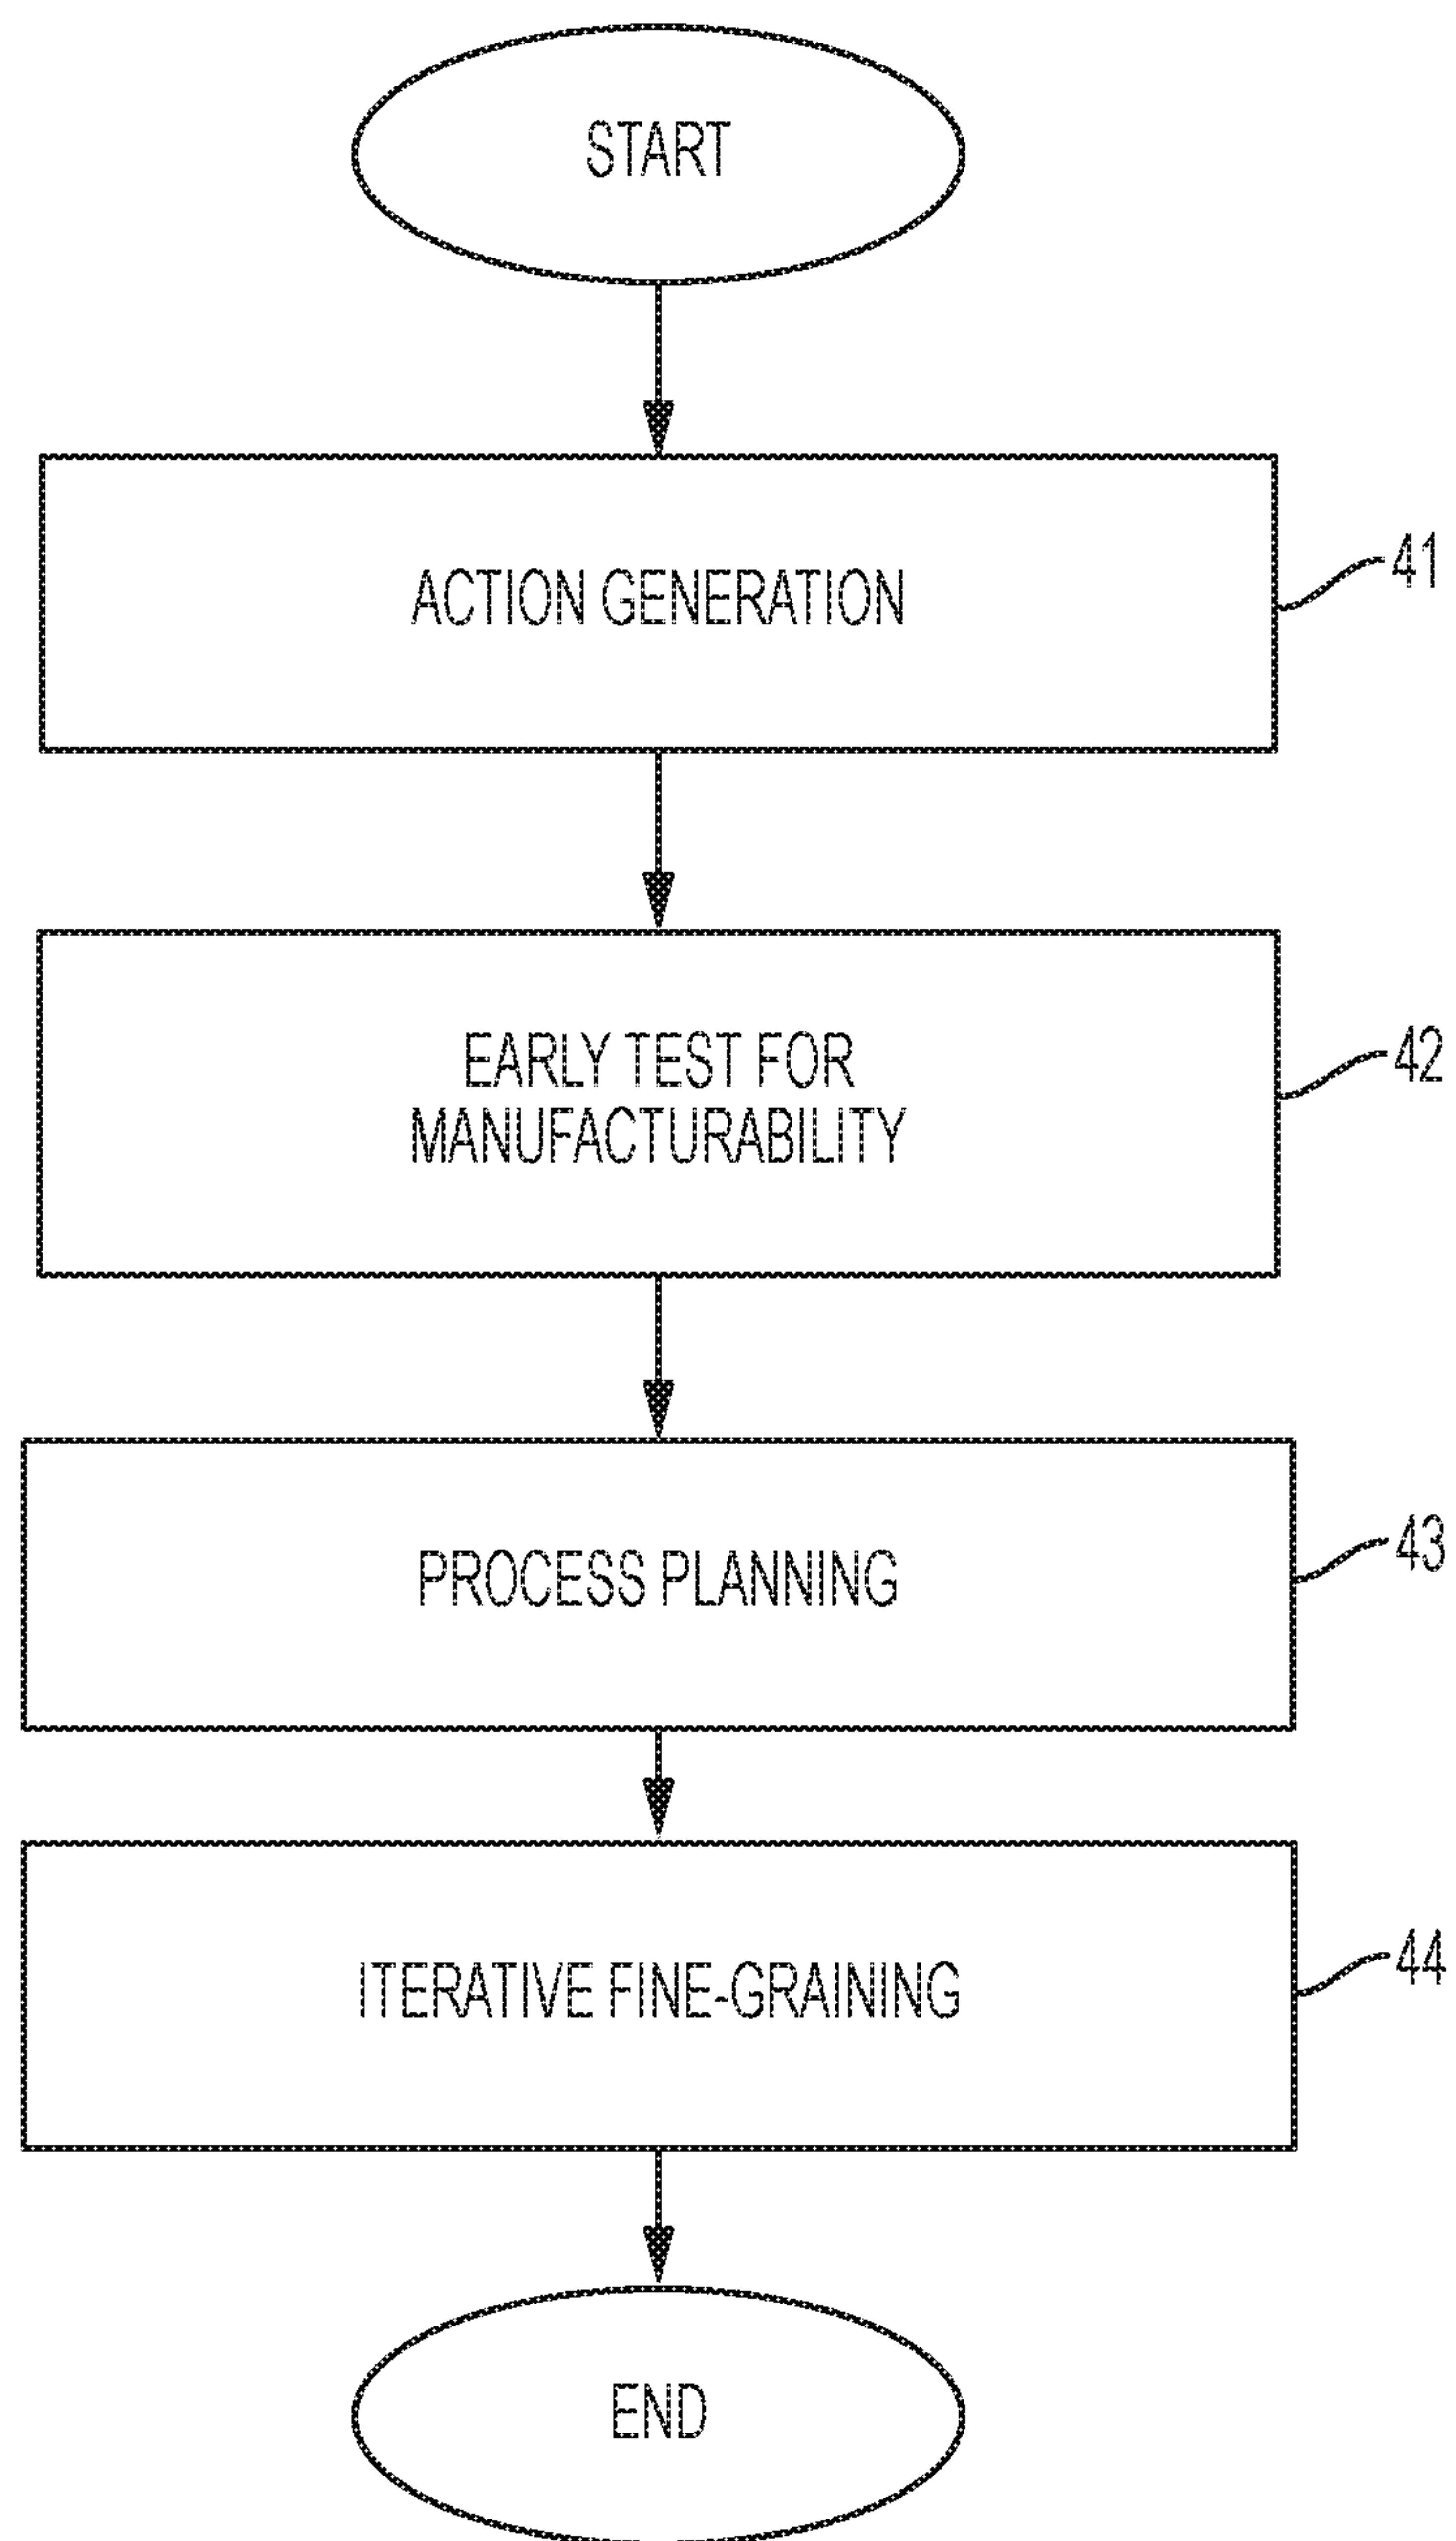 START
ACTION GENERATION
41
EARLY TEST FOR
MANUFACTURABILITY
42
PROCESS PLANNING
43
ITERATIVE FINE-GRAINING
44
END